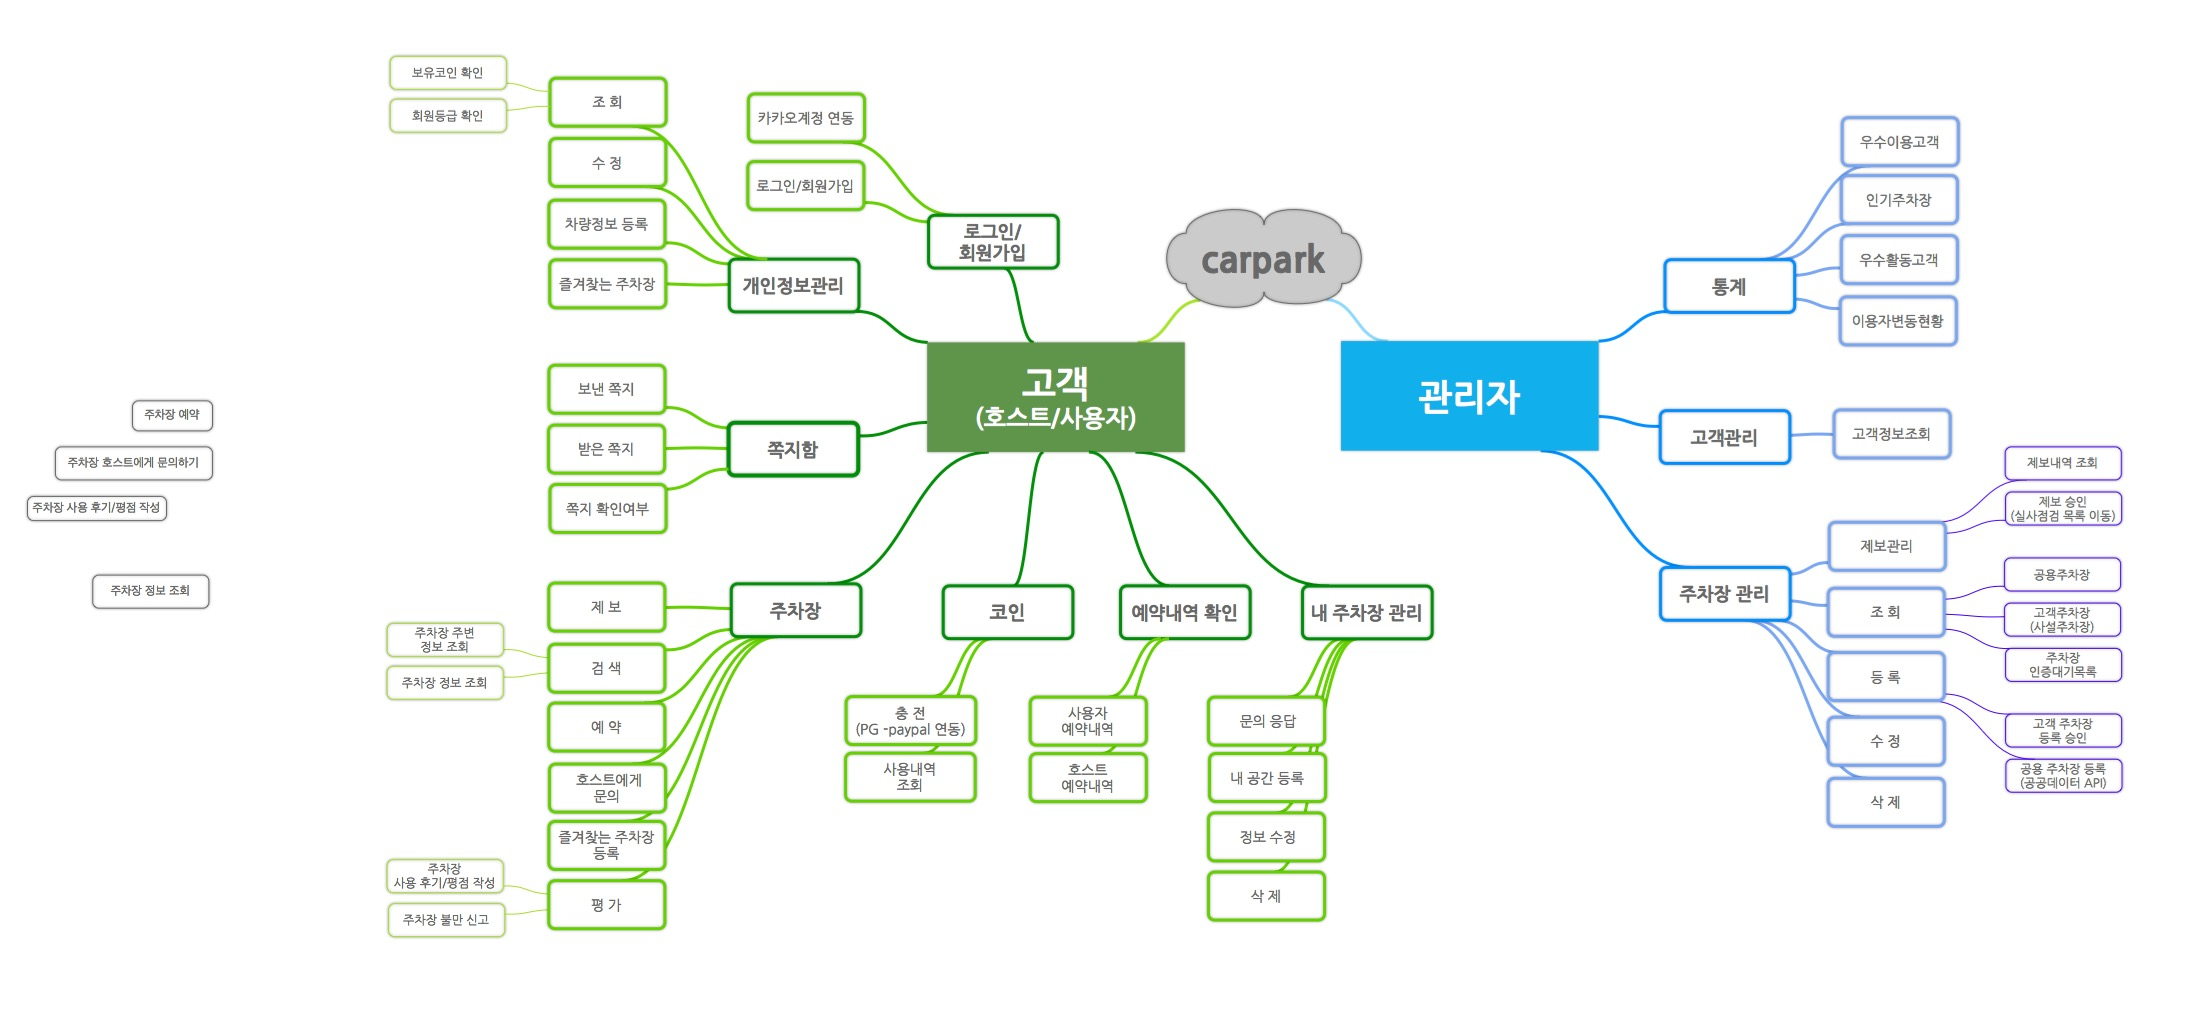 carpark
고객
(호스트/사용자)
로그인/
회원가입
카카오계정 연동
로그인/회원가입
개인정보관리
조 회
보유코인 확인
회원등급 확인
수 정
차량정보 등록
즐겨찾는 주차장
쪽지함
보낸 쪽지
받은 쪽지
쪽지 확인여부
주차장
제 보
검 색
주차장 주변
정보 조회
주차장 정보 조회
예 약
호스트에게
문의
즐겨찾는 주차장
등록
평 가
주차장
사용 후기/평점 작성
주차장 불만 신고
코인
충 전
(PG -paypal 연동)
사용내역
조회
예약내역 확인
사용자
예약내역
호스트
예약내역
내 주차장 관리
문의 응답
내 공간 등록
정보 수정
삭 제
주차장 예약
주차장 호스트에게 문의하기
주차장 사용 후기/평점 작성
주차장 정보 조회
관리자
통계
우수이용고객
인기주차장
우수활동고객
이용자변동현황
고객관리
고객정보조회
주차장 관리
제보관리
제보내역 조회
제보 승인
(실사점검 목록 이동)
조 회
공용주차장
고객주차장
(사설주차장)
주차장
인증대기목록
등 록
고객 주차장
등록 승인
공용 주차장 등록
(공공데이터 API)
수 정
삭 제